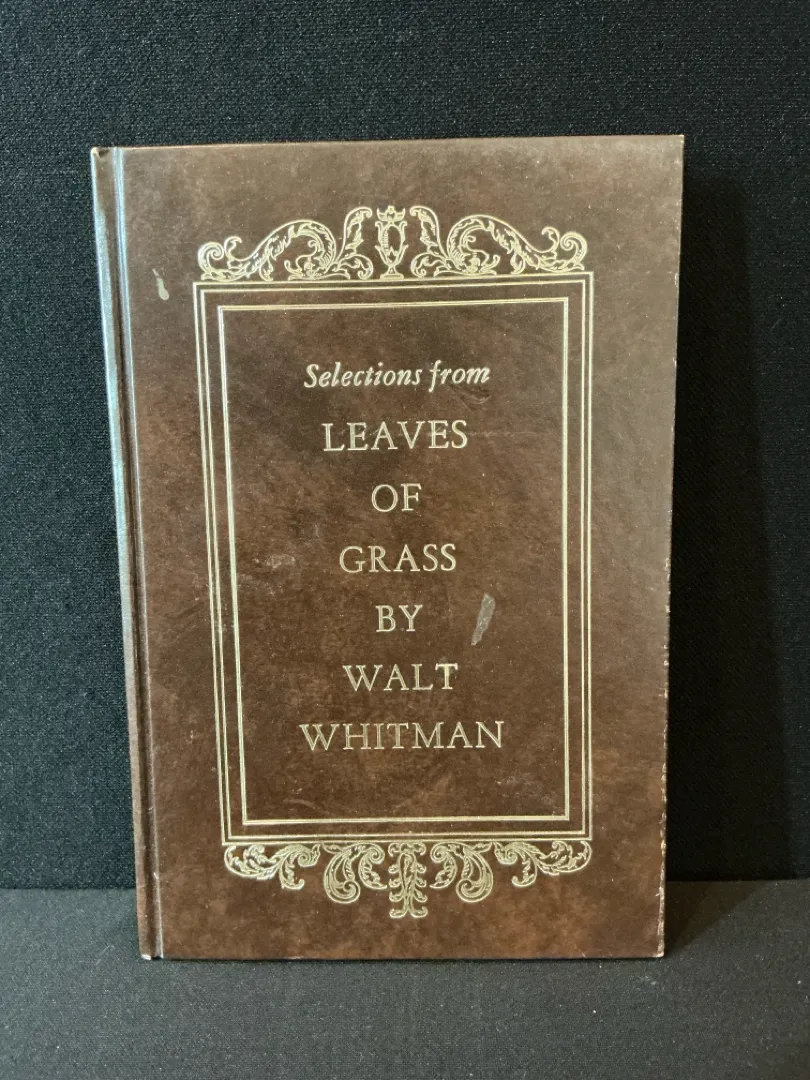 Selections from
LEAVES
OF
GRASS
BY
WALT
WHITMAN